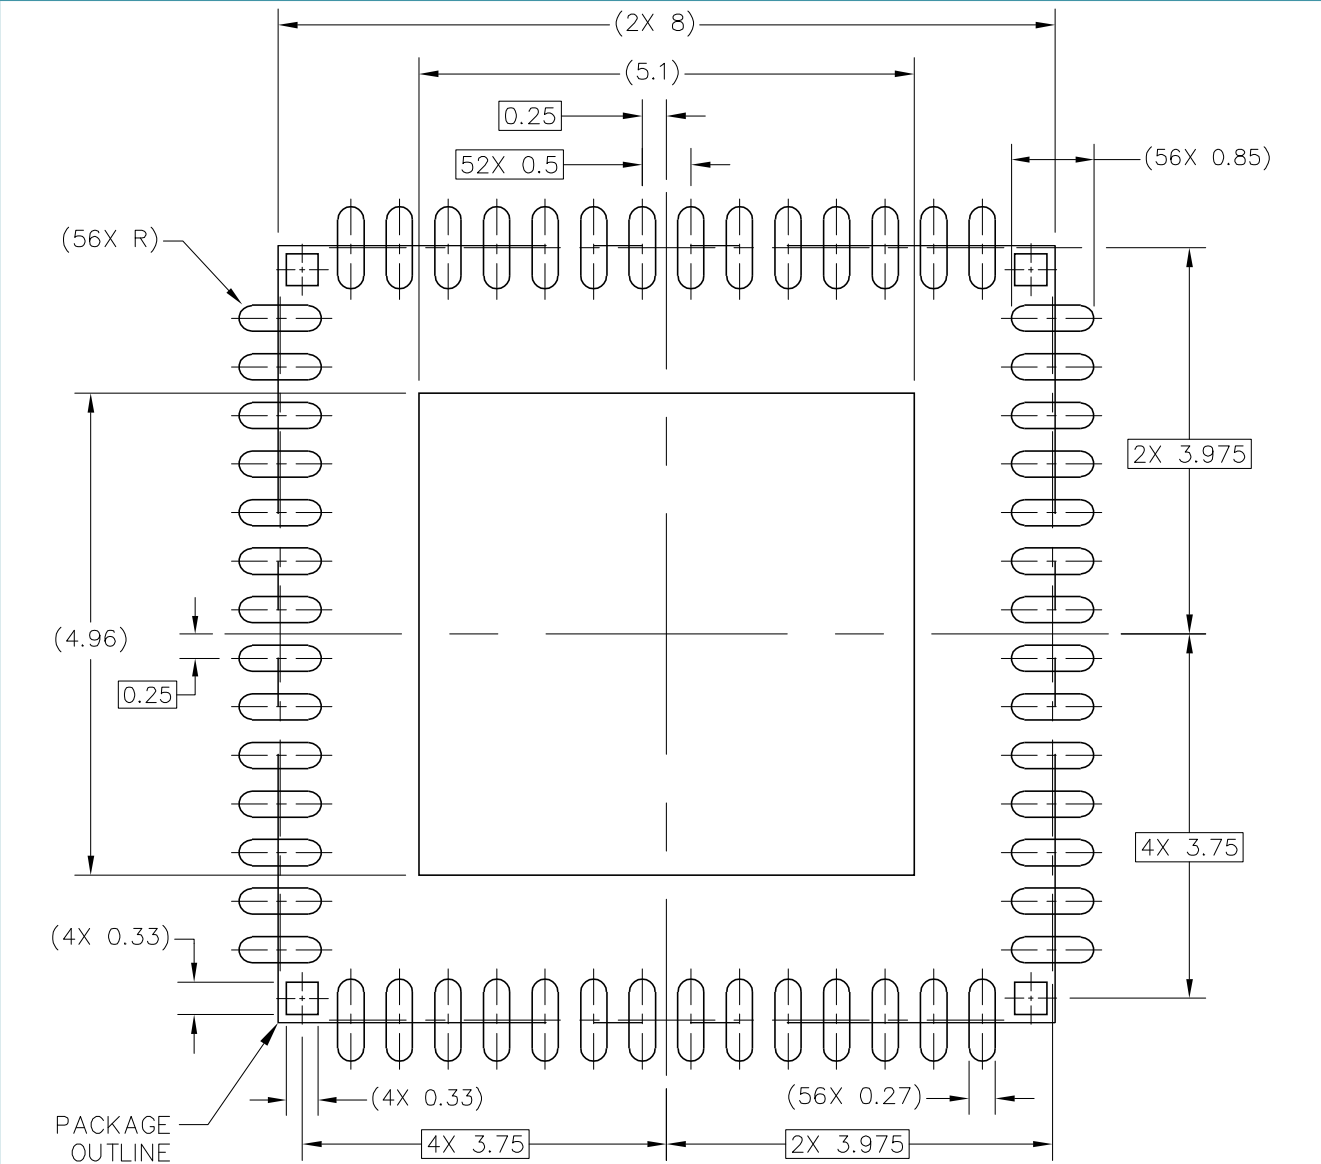 (2X 8)
(5.1)
0.25
52X 0.5
(56X 0.85)
(56X R)
2X 3.975
(4.96)
0.25
4X 3.75
(4X 0.33)
(4X 0.33)
(56X 0.27)
PACKAGE
OUTLINE
4X 3.75
2X 3.975